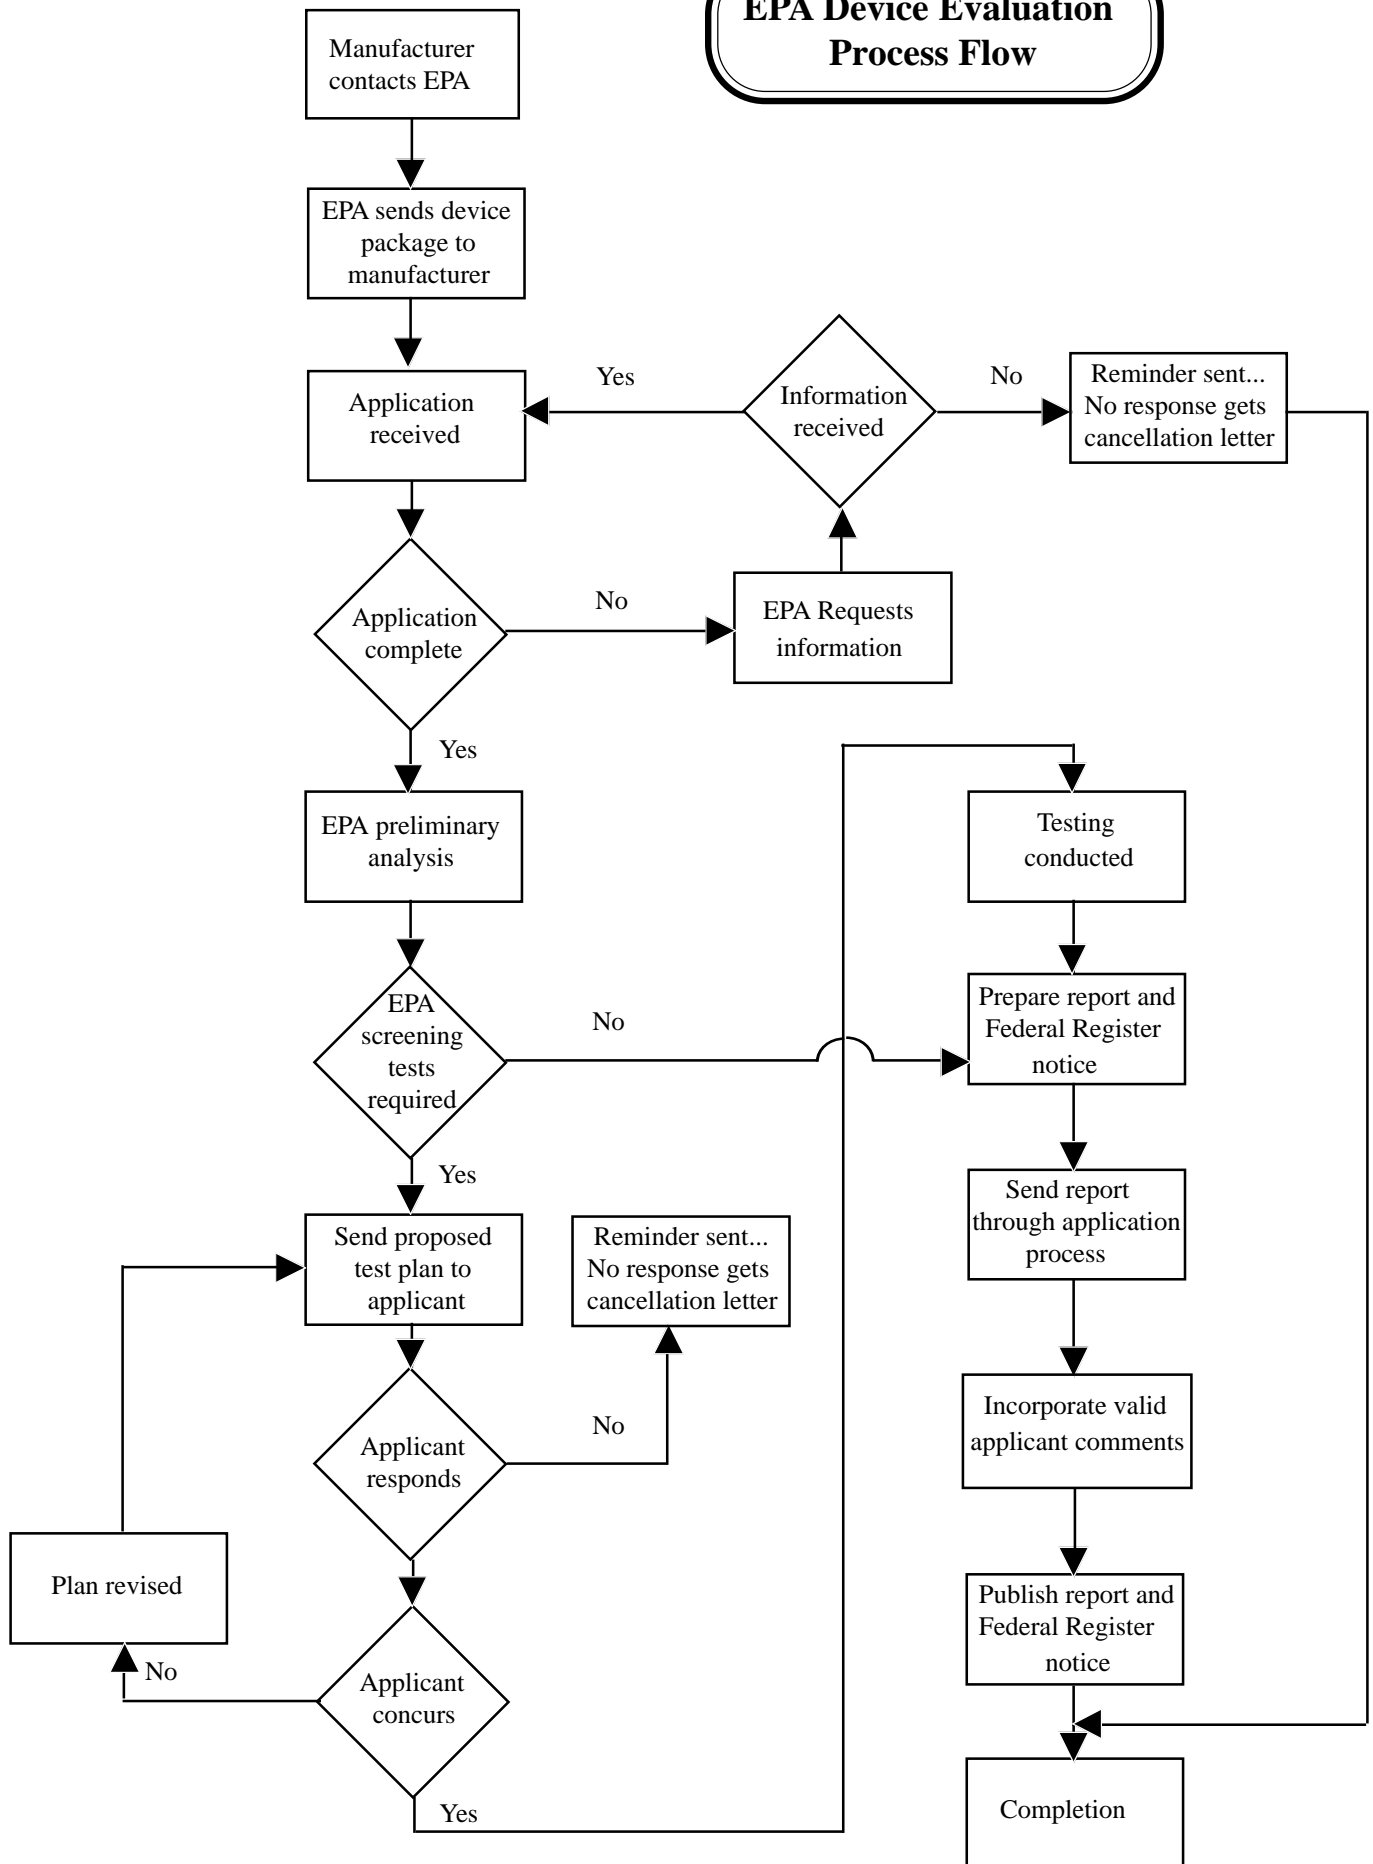 EPA Device Evaluation
Process Flow
Manufacturer
contacts EPA
EPA sends device
package to
manufacturer
Application
received
Yes
Information
received
No
Reminder sent...
No response gets
cancellation letter
Application
complete
No
EPA Requests
information
Yes
EPA preliminary
analysis
Testing
conducted
EPA
screening
tests
required
No
Prepare report and
Federal Register
notice
Yes
Send report
through application
process
Send proposed
test plan to
applicant
Reminder sent...
No response gets
cancellation letter
Applicant
responds
No
Incorporate valid
applicant comments
Plan revised
No
Applicant
concurs
Yes
Publish report and
Federal Register
notice
Completion